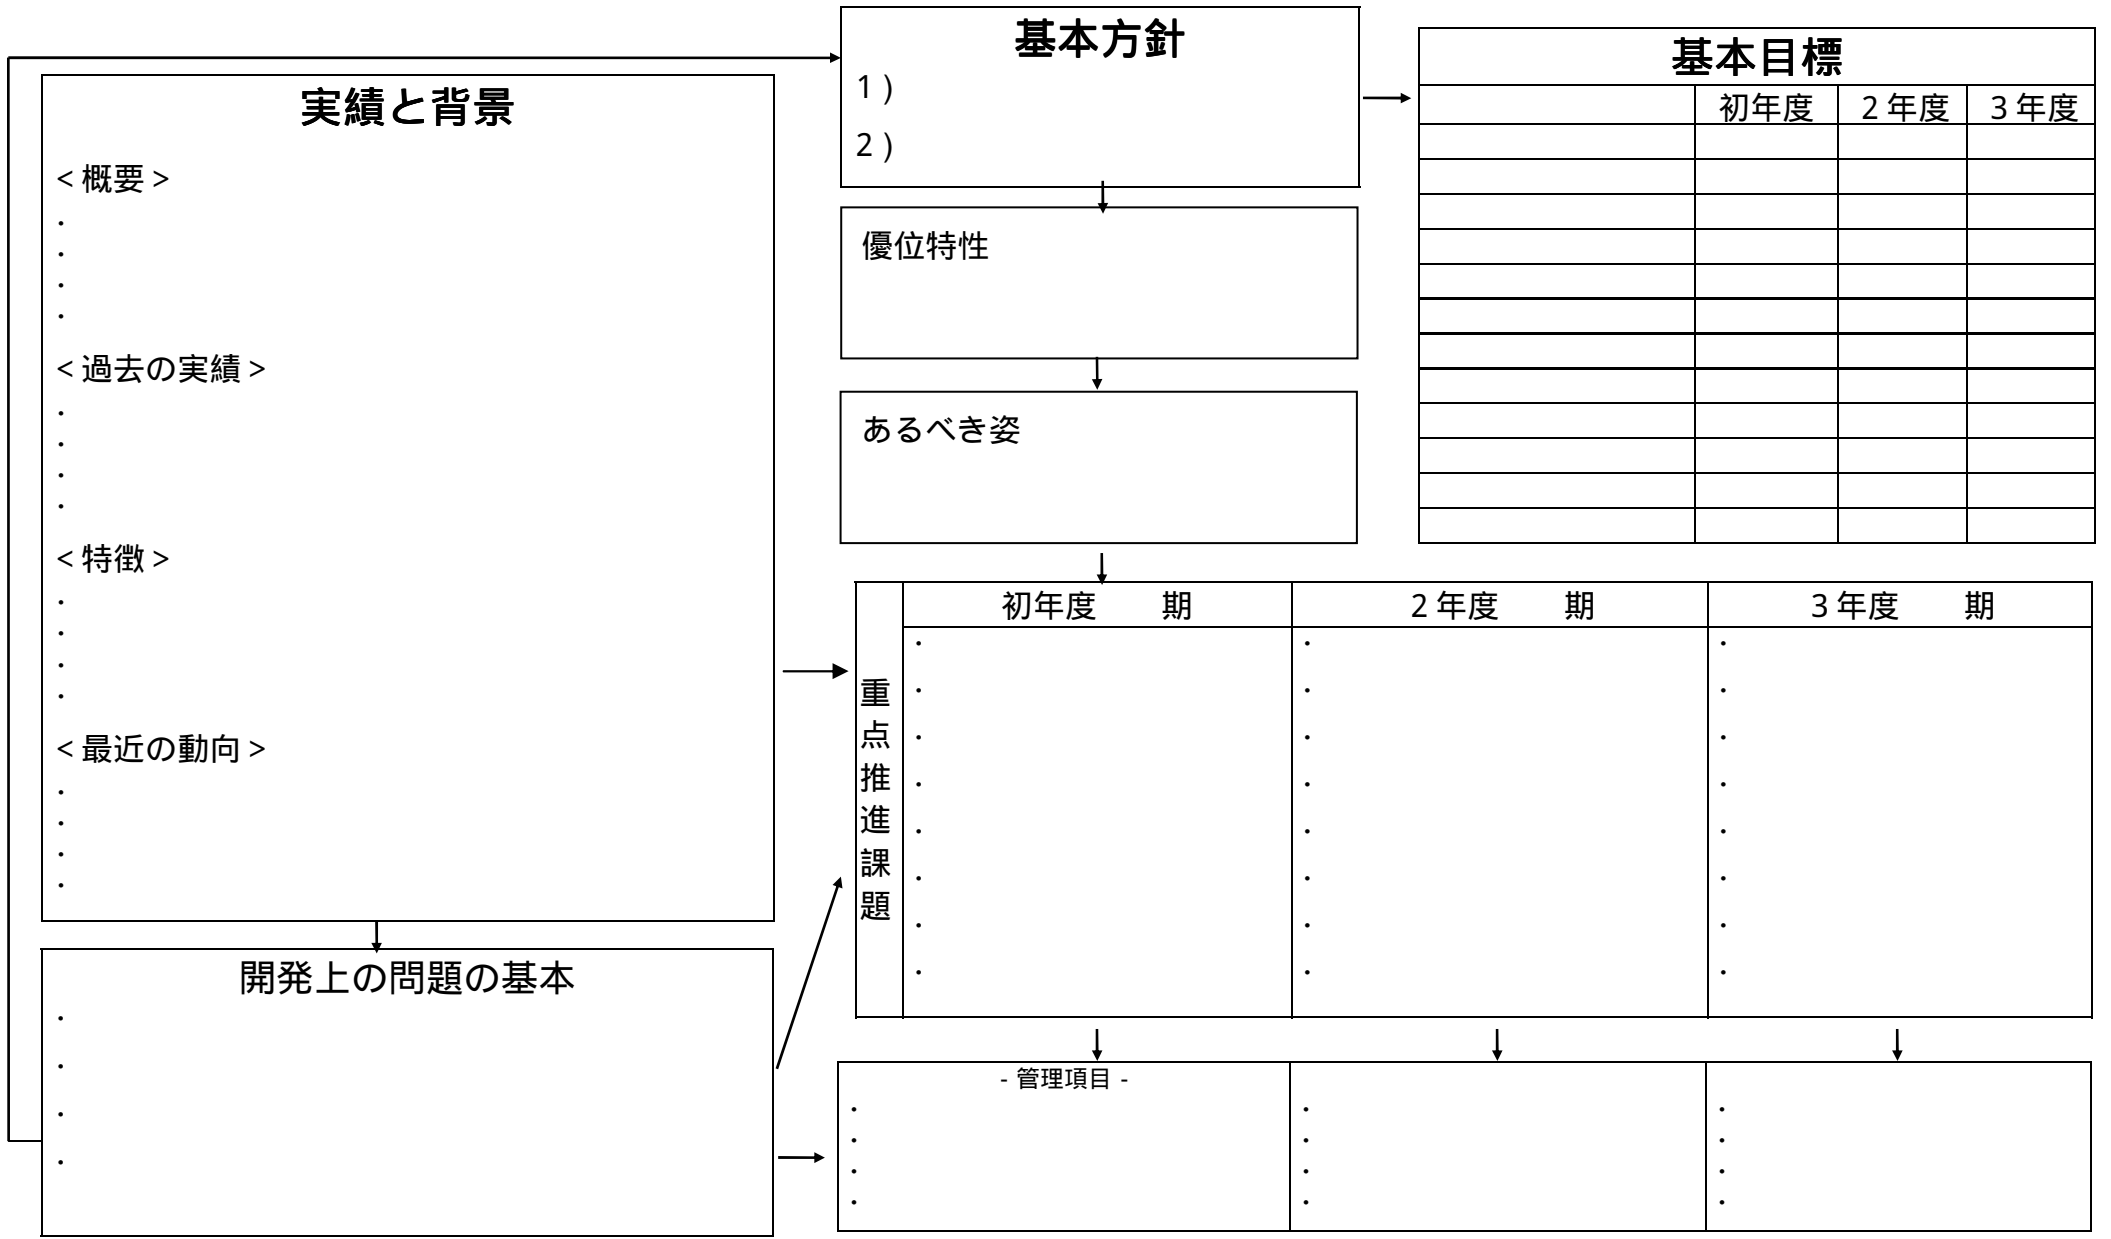 実績と背景
<概要>
・
・
・
・
<過去の実績>
・
・
・
・
<特徴>
・
・
・
・
<最近の動向>
・
・
・
・
開発上の問題の基本
・
・
・
・
基本方針
1)
2)
優位特性
あるべき姿
基本目標
初年度 2年度 3年度
重点推進課題
初年度 期 2年度 期 3年度 期
・ ・ ・
・ ・ ・
・ ・ ・
・ ・ ・
・ ・ ・
・ ・ ・
・ ・ ・
・ ・ ・
- 管理項目 -
・ ・ ・
・ ・ ・
・ ・ ・
・ ・ ・